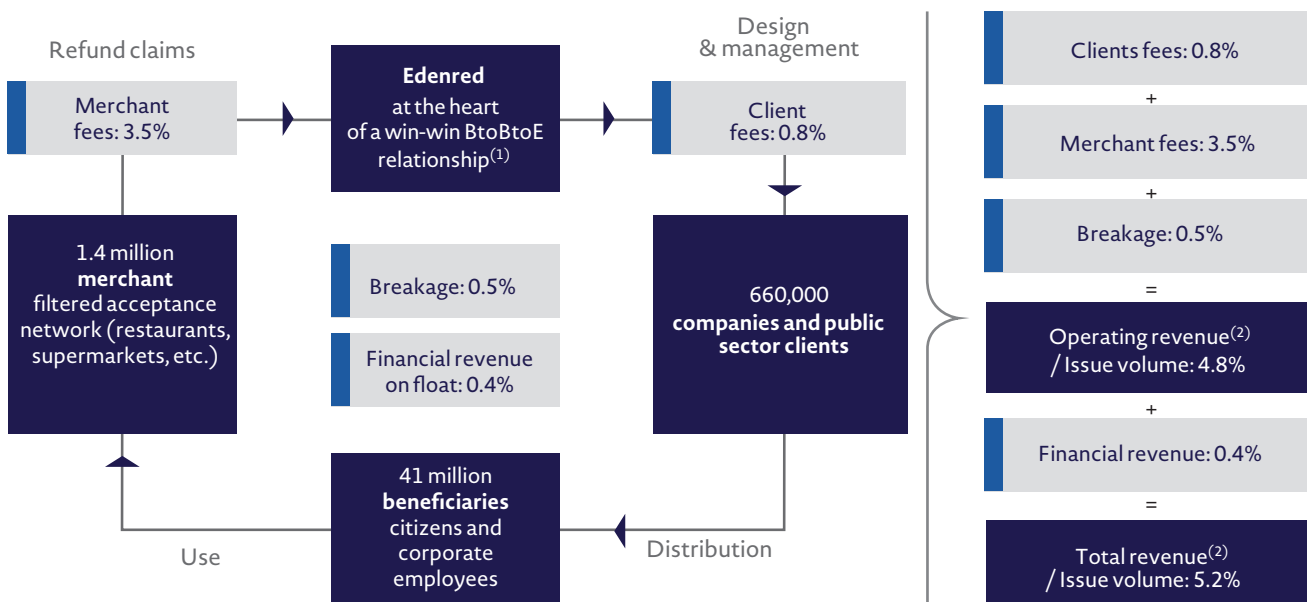 Refund claims
Merchant
fees: 3.5%
Edenred
at the heart
of a win-win BtoBtoE
relationship(1)
Design
& management
Client
fees: 0.8%
1.4 million
merchant
filtered acceptance
network (restaurants,
supermarkets, etc.)
Breakage: 0.5%
Financial revenue
on float: 0.4%
660,000
companies and public
sector clients
41 million
beneficiaries
citizens and
corporate
employees
Use
Distribution
Clients fees: 0.8%
+
Merchant fees: 3.5%
+
Breakage: 0.5%
=
Operating revenue(2)
/ Issue volume: 4.8%
+
Financial revenue: 0.4%
=
Total revenue(2)
/ Issue volume: 5.2%